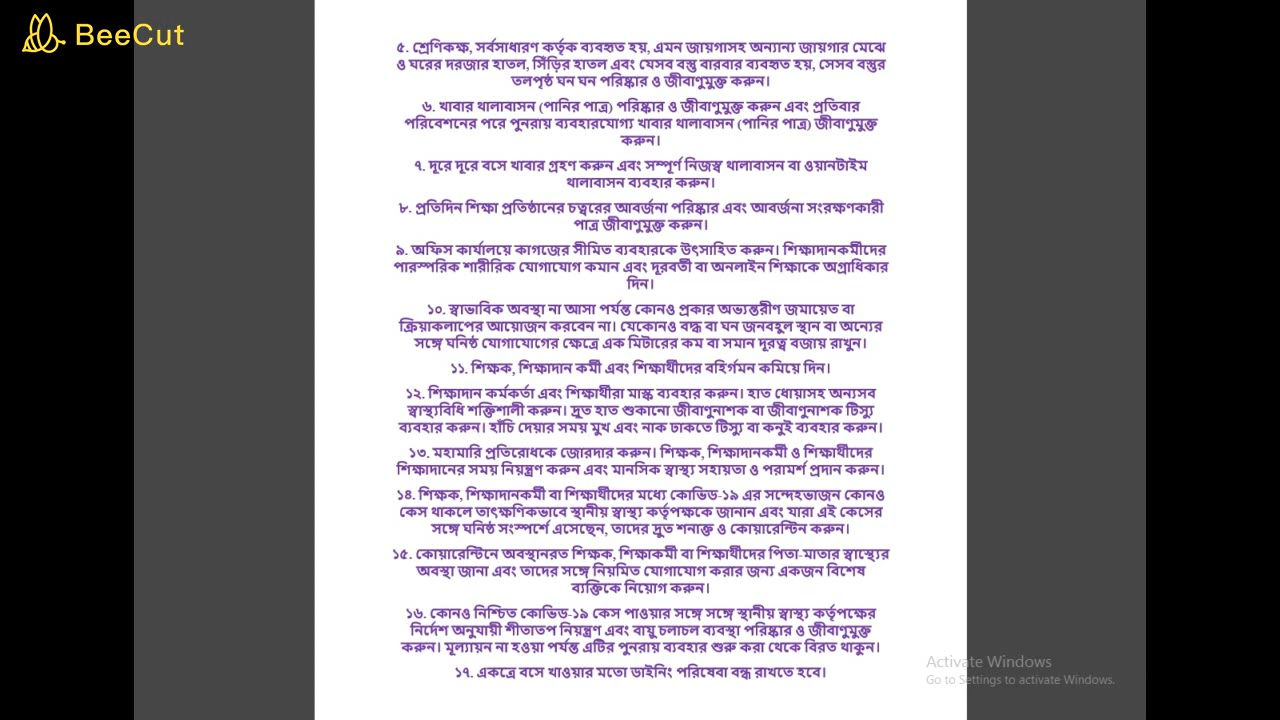 BeeCut
৫. শ্রেণিকক্ষ, সর্বসাধারণ কর্তৃক ব্যবহৃত হয়, এমন জায়গাসহ অন্যান্য জায়গার মেঝে
ও ঘরের দরজার হাতল, সিঁড়ির হাতল এবং যেসব বস্তু বারবার ব্যবহৃত হয়, সেসব বস্তুর
তলপৃষ্ঠ ঘন ঘন পরিষ্কার ও জীবাণুমুক্ত করুন।
৬. খাবার থালাবাসন (পানির পাত্র) পরিষ্কার ও জীবাণুমুক্ত করুন এবং প্রতিবার
পরিবেশনের পরে পুনরায় ব্যবহারযোগ্য খাবার থালাবাসন (পানির পাত্র) জীবাণুমুক্ত
করুন।
৭. দূরে দূরে বসে খাবার গ্রহণ করুন এবং সম্পূর্ণ নিজস্ব থালাবাসন বা ওয়ানটাইম
থালাবাসন ব্যবহার করুন।
৮. প্রতিদিন শিক্ষা প্রতিষ্ঠানের চত্বরের আবর্জনা পরিষ্কার এবং আবর্জনা সংরক্ষণকারী
পাত্র জীবাণুমুক্ত করুন।
৯. অফিস কার্যালয়ে কাগজের সীমিত ব্যবহারকে উৎসাহিত করুন। শিক্ষাদানকর্মীদের
পারস্পরিক শারীরিক যোগাযোগ কমান এবং দূরবর্তী বা অনলাইন শিক্ষাকে অগ্রাধিকার
দিন।
১০. স্বাভাবিক অবস্থা না আসা পর্যন্ত কোনও প্রকার অভ্যন্তরীণ জমায়েত বা
ক্রিয়াকলাপের আয়োজন করবেন না। যেকোনও বদ্ধ বা ঘন জনবহুল স্থান বা অন্যের
সঙ্গে ঘনিষ্ঠ যোগাযোগের ক্ষেত্রে এক মিটারের কম বা সমান দূরত্ব বজায় রাখুন।
১১. শিক্ষক, শিক্ষাদান কর্মী এবং শিক্ষার্থীদের বহির্গমন কমিয়ে দিন।
১২. শিক্ষাদান কর্মকর্তা এবং শিক্ষার্থীরা মাস্ক ব্যবহার করুন। হাত ধোয়াসহ অন্যসব
স্বাস্থ্যবিধি শক্তিশালী করুন। দ্রুত হাত শুকানো জীবাণুনাশক বা জীবাণুনাশক টিস্যু
ব্যবহার করুন। হাঁচি দেয়ার সময় মুখ এবং নাক ঢাকতে টিস্যু বা কনুই ব্যবহার করুন।
১৩. মহামারি প্রতিরোধকে জোরদার করুন। শিক্ষক, শিক্ষাদানকর্মী ও শিক্ষার্থীদের
শিক্ষাদানের সময় নিয়ন্ত্রণ করুন এবং মানসিক স্বাস্থ্য সহায়তা ও পরামর্শ প্রদান করুন।
১৪. শিক্ষক, শিক্ষাদানকর্মী বা শিক্ষার্থীদের মধ্যে কোভিড-১৯ এর সন্দেহভাজন কোনও
কেস থাকলে তাৎক্ষণিকভাবে স্থানীয় স্বাস্থ্য কর্তৃপক্ষকে জানান এবং যারা এই কেসের
সঙ্গে ঘনিষ্ঠ সংস্পর্শে এসেছেন, তাদের দ্রুত শনাক্ত ও কোয়ারেন্টিন করুন।
১৫. কোয়ারেন্টিনে অবস্থানরত শিক্ষক, শিক্ষাকর্মী বা শিক্ষার্থীদের পিতা-মাতার স্বাস্থ্যের
অবস্থা জানা এবং তাদের সঙ্গে নিয়মিত যোগাযোগ করার জন্য একজন বিশেষ
ব্যক্তিকে নিয়োগ করুন।
১৬. কোনও নিশ্চিত কোভিড-১৯ কেস পাওয়ার সঙ্গে সঙ্গে স্থানীয় স্বাস্থ্য কর্তৃপক্ষের
নির্দেশ অনুযায়ী শীতাতপ নিয়ন্ত্রণ এবং বায়ু চলাচল ব্যবস্থা পরিষ্কার ও জীবাণুমুক্ত
করুন। মূল্যায়ন না হওয়া পর্যন্ত এটির পুনরায় ব্যবহার শুরু করা থেকে বিরত থাকুন।
১৭. একত্রে বসে খাওয়ার মতো ডাইনিং পরিষেবা বন্ধ রাখতে হবে।
Activate Windows
Go to Settings to activate Windows.